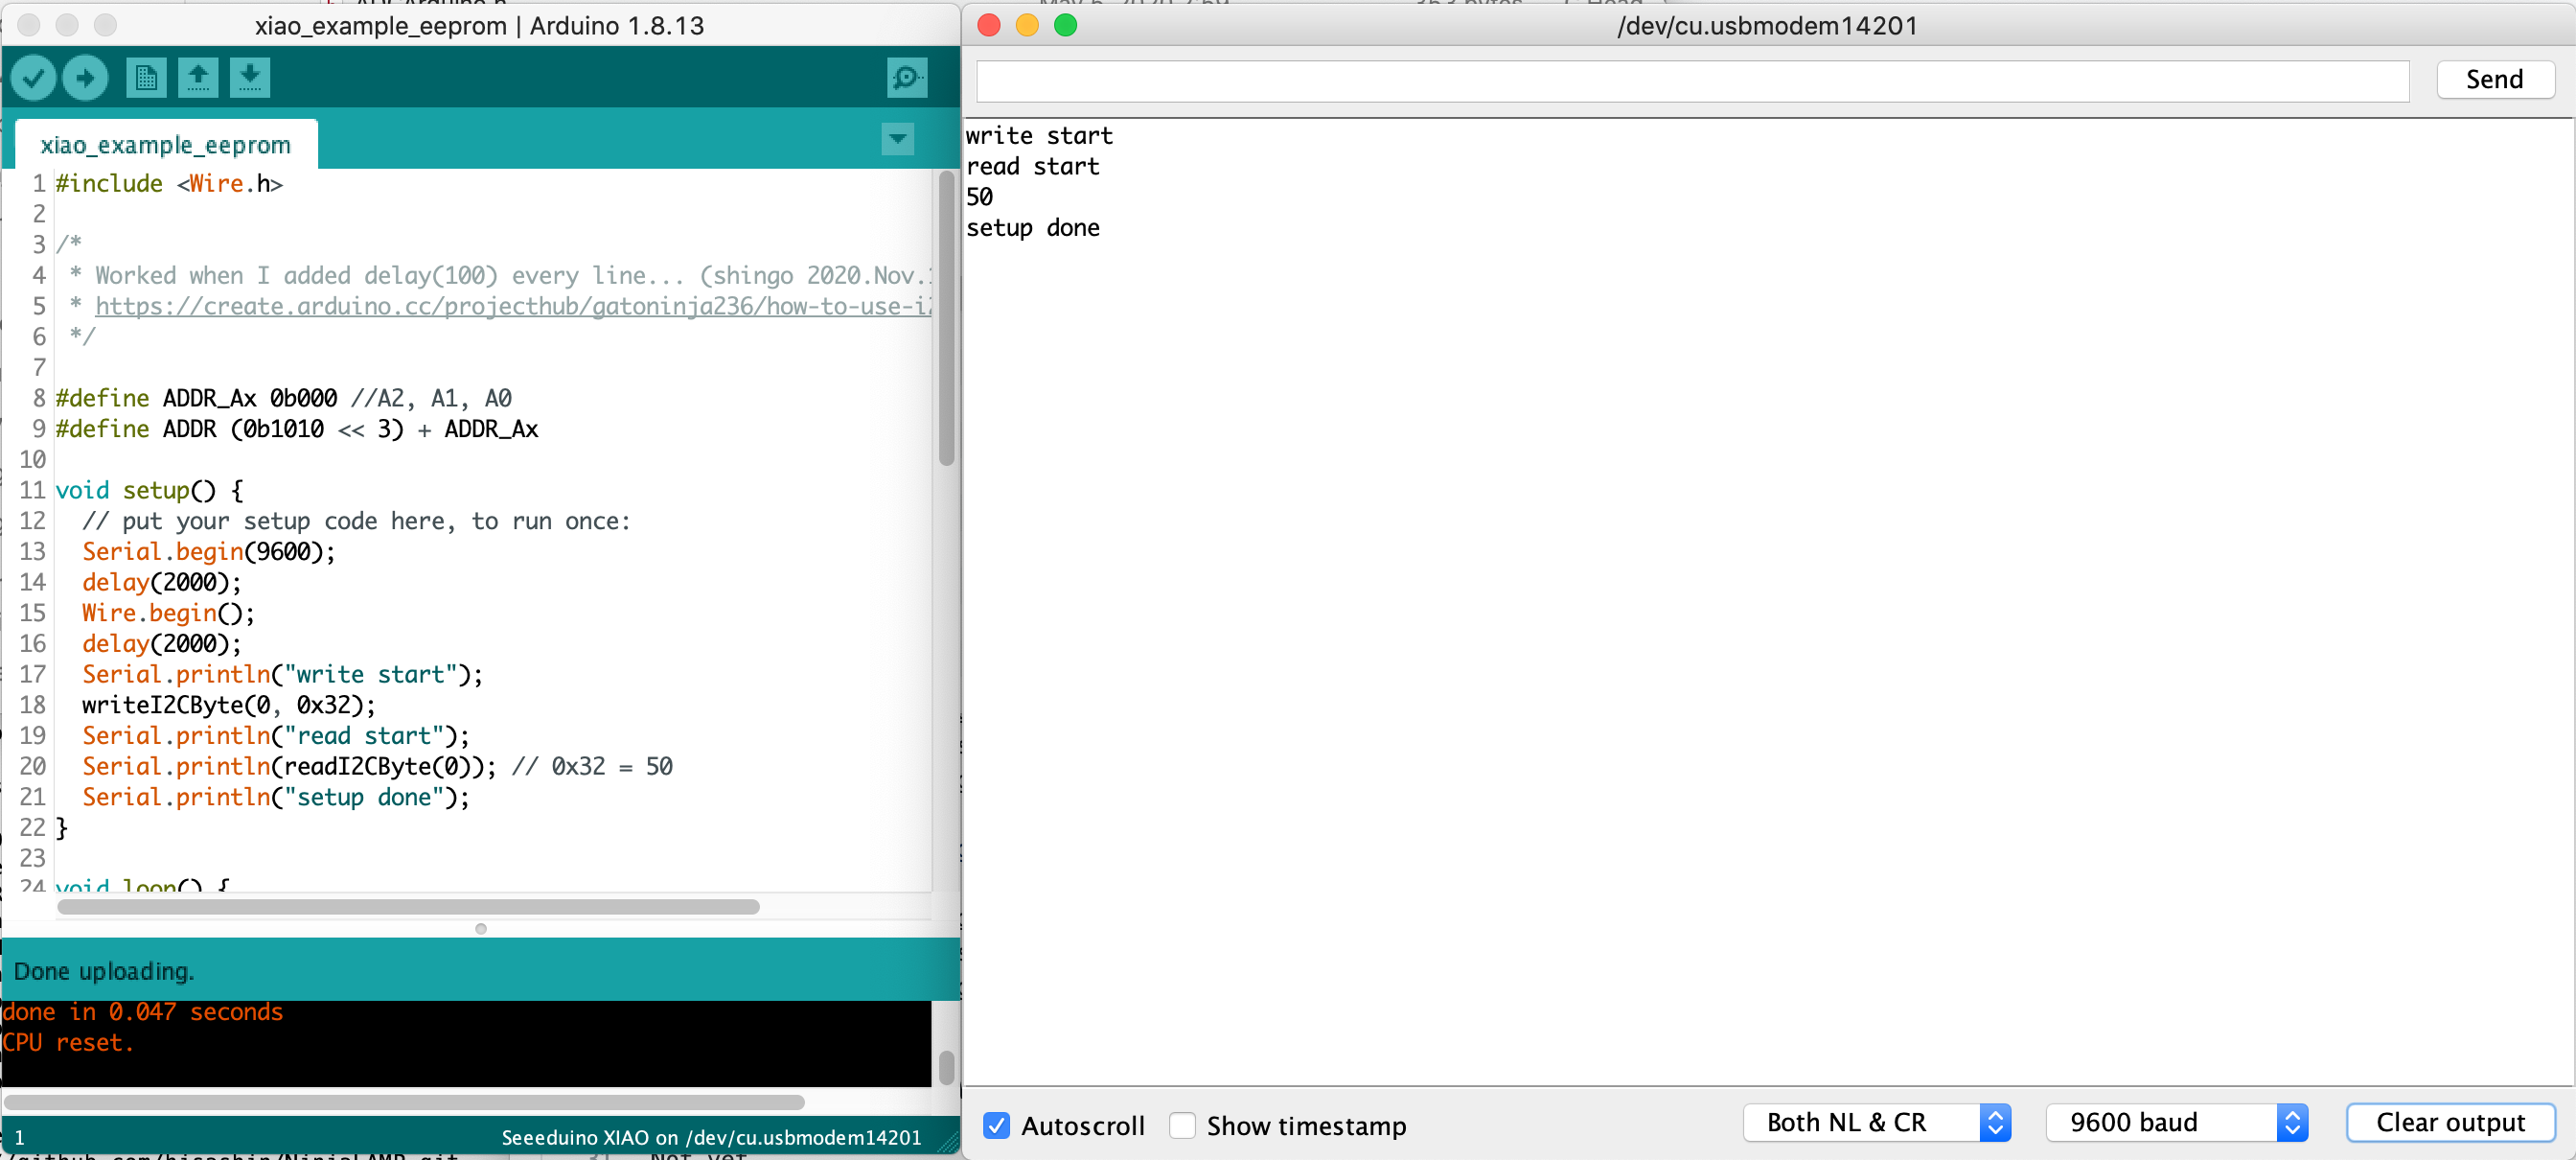 xiao_example_eeprom | Arduino 1.8.13
xiao_example_eeprom
1 #include <Wire.h>
2
3 /*
4  * Worked when I added delay(100) every line... (shingo 2020.Nov.
5  * https://create.arduino.cc/projecthub/gatoninja236/how-to-use-i
6  */
7
8 #define ADDR_Ax 0b000 //A2, A1, A0
9 #define ADDR (0b1010 << 3) + ADDR_Ax
10
11 void setup() {
12   // put your setup code here, to run once:
13   Serial.begin(9600);
14   delay(2000);
15   Wire.begin();
16   delay(2000);
17   Serial.println("write start");
18   writeI2CByte(0, 0x32);
19   Serial.println("read start");
20   Serial.println(readI2CByte(0)); // 0x32 = 50
21   Serial.println("setup done");
22 }
23
24 void loop() {
Done uploading.
done in 0.047 seconds
CPU reset.
1
Seeeduino XIAO on /dev/cu.usbmodem14201
/dev/cu.usbmodem14201
Send
write start
read start
50
setup done
Autoscroll
Show timestamp
Both NL & CR
9600 baud
Clear output